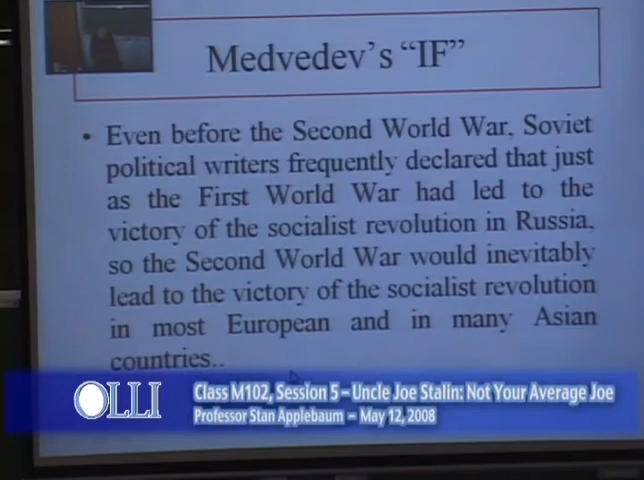 Medvedev's "IF"
• Even before the Second World War, Soviet
political writers frequently declared that just
as the First World War had led to the
victory of the socialist revolution in Russia,
so the Second World War would inevitably
lead to the victory of the socialist revolution
in most European and in many Asian
countries..
OLLI
Class M102, Session 5 – Uncle Joe Stalin: Not Your Average Joe
Professor Stan Applebaum – May 12, 2008